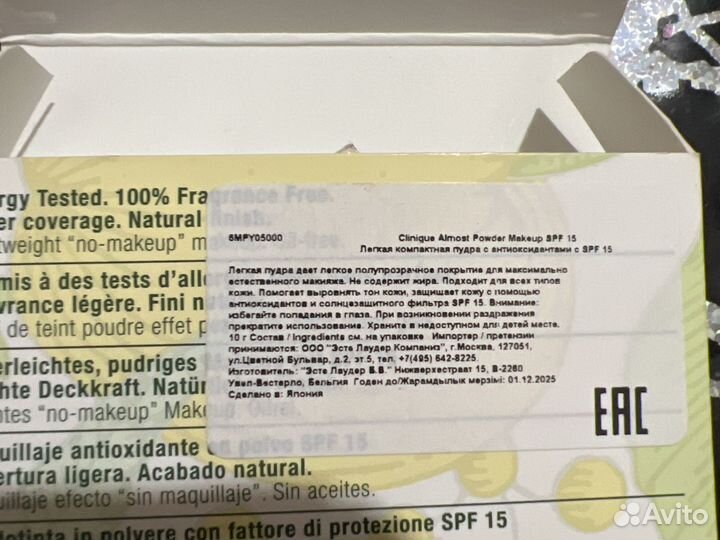 rgy Tested. 100% Fragrance Free.
er coverage. Natural finish.
tweight “no-makeup” m
mis à des tests d’alle
vrance légère. Fini n
i de teint poudre effet p
erleichtes, pudriges
hte Deckkraft. Natür
ntes “no-makeup” Make
quillaje antioxidante en polvo SPF 15
ertura ligera. Acabado natural.
uillaje efecto “sin maquillaje”. Sin aceites.
dotinta in polvere con fattore di protezione SPF 15
6MFY05000 Clinique Almost Powder Makeup SPF 15
Легкая компактная пудра с антиоксидантами с SPF 15
Легкая пудра дает легкое полупрозрачное покрытие для максимально
естественного макияжа. Не содержит жира. Подходит для всех типов
кожи. Помогает выровнять тон кожи, защищает кожу с помощью
антиоксидантов и солнцезащитного фильтра SPF 15. Внимание:
избегайте попадания в глаза. При возникновении раздражения
прекратите использование. Храните в недоступном для детей месте.
10 г Состав / Ingrediente см. на упаковке Импортер / претензии
принимаются: ООО "Эсте Лаудер Компаниз", г.Москва, 127051,
ул.Цветной Бульвар, д.2, эт.5, тел. +7(495) 642-8225.
Изготовитель: "Эсте Лаудер Б.В." Нижверхестраат 15, B-2260
Увел-Вестерло, Бельгия Годен до/Жарамдылык мерзімі: 01.12.2025
Сделано в: Япония
EAC
Avito